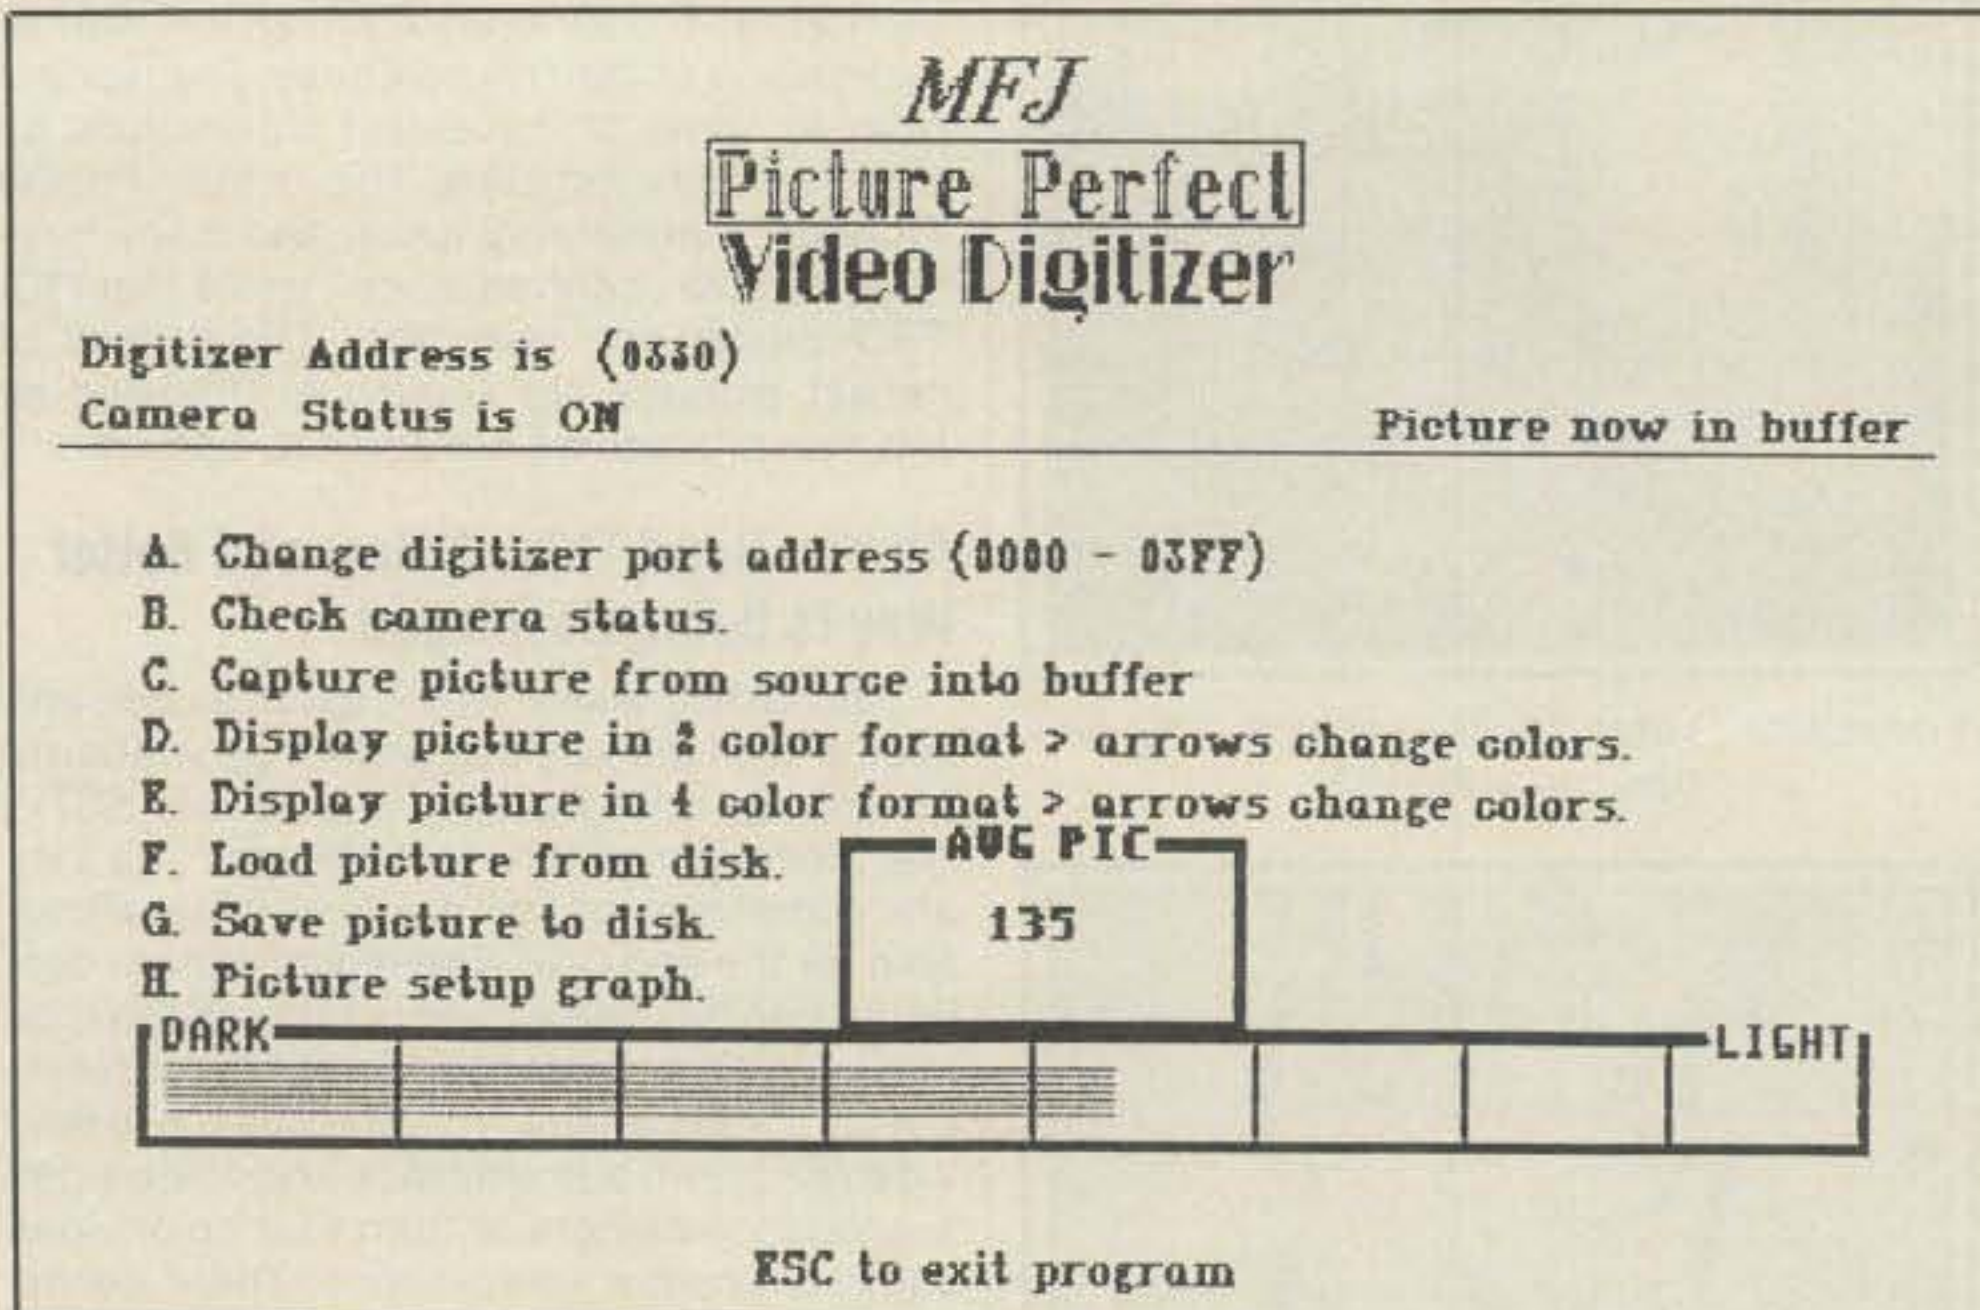 MFJ
Picture Perfect
Video Digitizer
Digitizer Address is (0330)
Camera Status is ON
Picture now in buffer
A. Change digitizer port address (0000 - 03FF)
B. Check camera status.
C. Capture picture from source into buffer
D. Display picture in 2 color format > arrows change colors.
E. Display picture in 4 color format > arrows change colors.
F. Load picture from disk.
G. Save picture to disk.
H. Picture setup graph.
AVG PIC
135
DARK
LIGHT
ESC to exit program